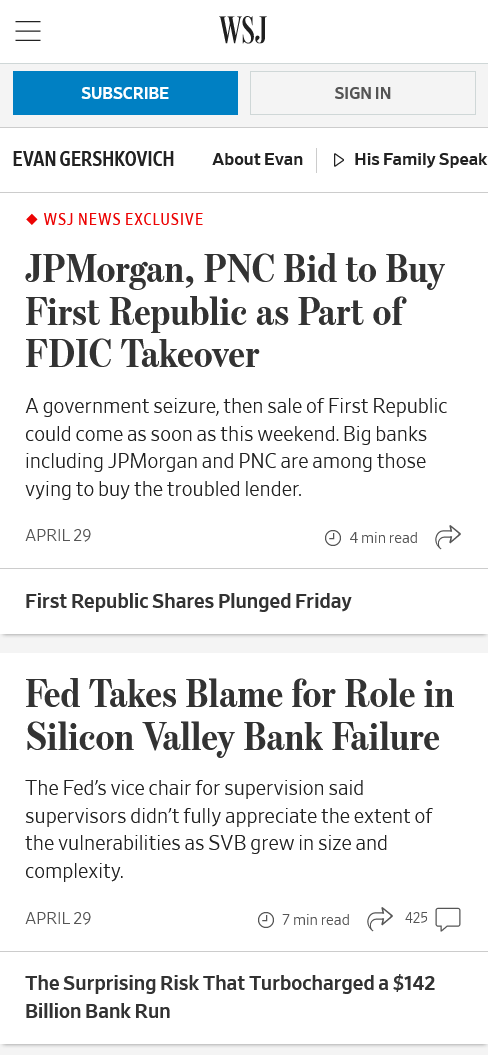 WSJ
SUBSCRIBE
SIGN IN
EVAN GERSHKOVICH
About Evan
His Family Speak
WSJ NEWS EXCLUSIVE
JPMorgan, PNC Bid to Buy
First Republic as Part of
FDIC Takeover
A government seizure, then sale of First Republic
could come as soon as this weekend. Big banks
including JPMorgan and PNC are among those
vying to buy the troubled lender.
APRIL 29
4 min read
First Republic Shares Plunged Friday
Fed Takes Blame for Role in
Silicon Valley Bank Failure
The Fed’s vice chair for supervision said
supervisors didn’t fully appreciate the extent of
the vulnerabilities as SVB grew in size and
complexity.
APRIL 29
7 min read
425
The Surprising Risk That Turbocharged a $142
Billion Bank Run